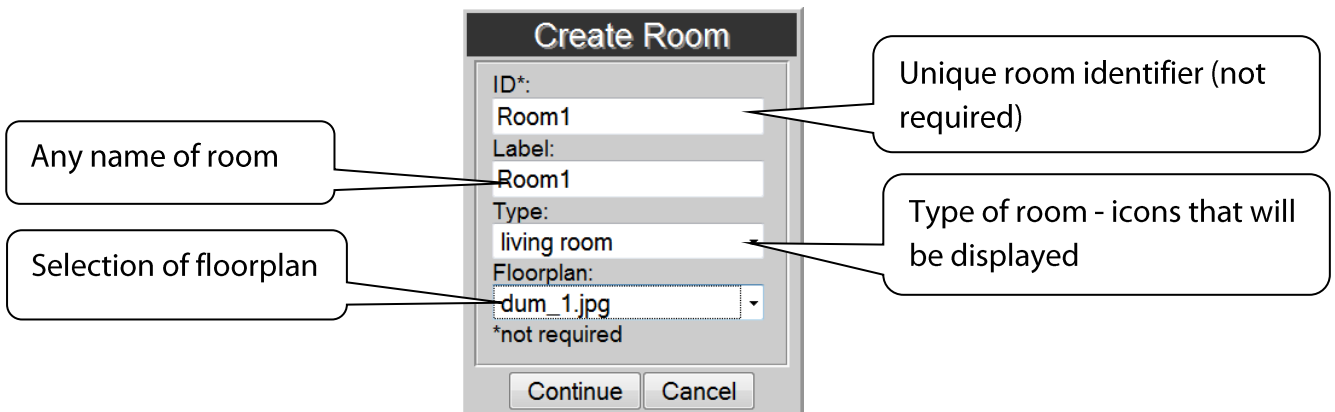 Create Room
ID*:
Room1
Label:
Room1
Type:
living room
Floorplan:
dum_1.jpg
*not required
Continue Cancel
Any name of room
Selection of floorplan
Unique room identifier (not
required)
Type of room - icons that will
be displayed